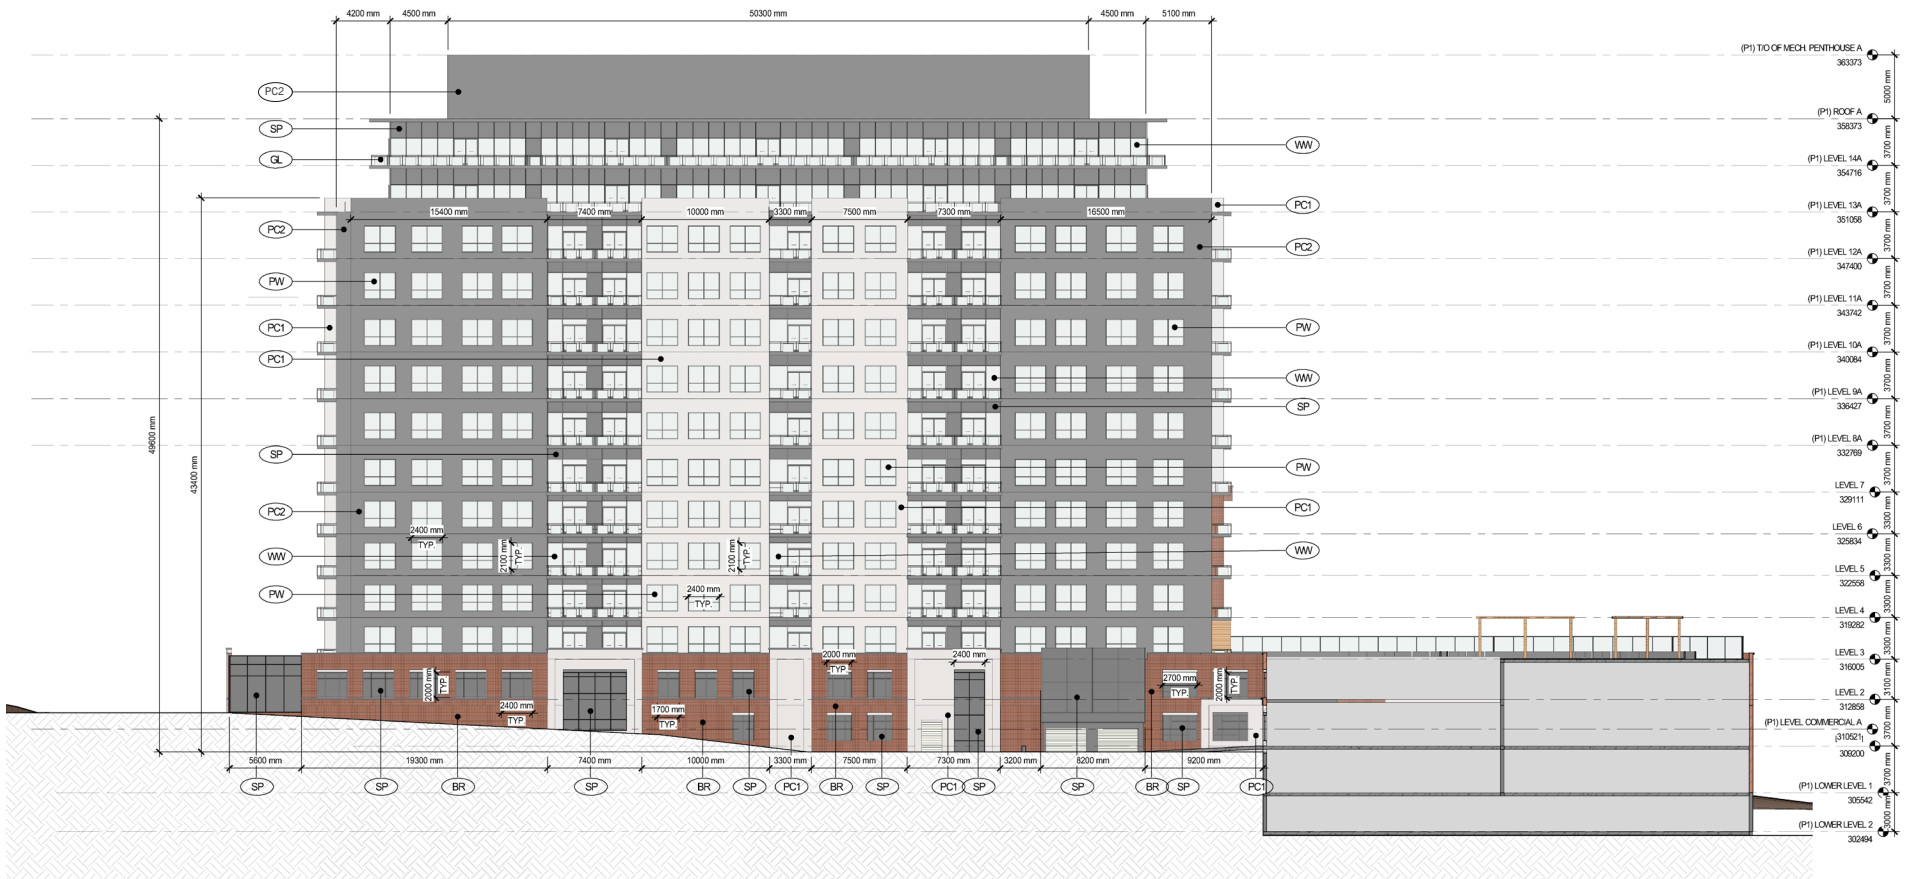 4200 mm 4500 mm 50300 mm 4500 mm 5100 mm
(P1) T/O OF MECH. PENTHOUSE A
363373
5000 mm
PC2
(P1) ROOF A
358373
SP
3700 mm
WW
GL
(P1) LEVEL 14A
354716
3700 mm
PC1
15400 mm 7400 mm 10000 mm 3300 mm 7500 mm 7300 mm 16500 mm
(P1) LEVEL 13A
351058
PC2
3700 mm
PC2
(P1) LEVEL 12A
347400
PW
3700 mm
(P1) LEVEL 11A
343742
PC1
PW
3700 mm
(P1) LEVEL 10A
340084
PC1
WW
3700 mm
(P1) LEVEL 9A
336427
SP
49600 mm
3700 mm
(P1) LEVEL 8A
332769
SP
PW
43400 mm
3700 mm
LEVEL 7
329111
PC2
PC1
3300 mm
2400 mm
TYP.
LEVEL 6
325834
WW
2100 mm
TYP.
2100 mm
TYP.
WW
3300 mm
LEVEL 5
322558
PW
2400 mm
TYP.
3300 mm
LEVEL 4
319282
3300 mm
2000 mm
TYP.
2400 mm
LEVEL 3
316005
2000 mm
TYP.
2700 mm
TYP.
2000 mm
TYP.
3100 mm
LEVEL 2
312858
2400 mm
TYP.
1700 mm
TYP.
(P1) LEVEL COMMERCIAL A
310521
3700 mm
309200
5600 mm 19300 mm 7400 mm 10000 mm 3300 mm 7500 mm 7300 mm 3200 mm 8200 mm 9200 mm
3700 mm
SP SP BR SP BR SP PC1 BR SP PC1 SP SP BR SP PC1
(P1) LOWER LEVEL 1
305542
3000 mm
(P1) LOWER LEVEL 2
302494